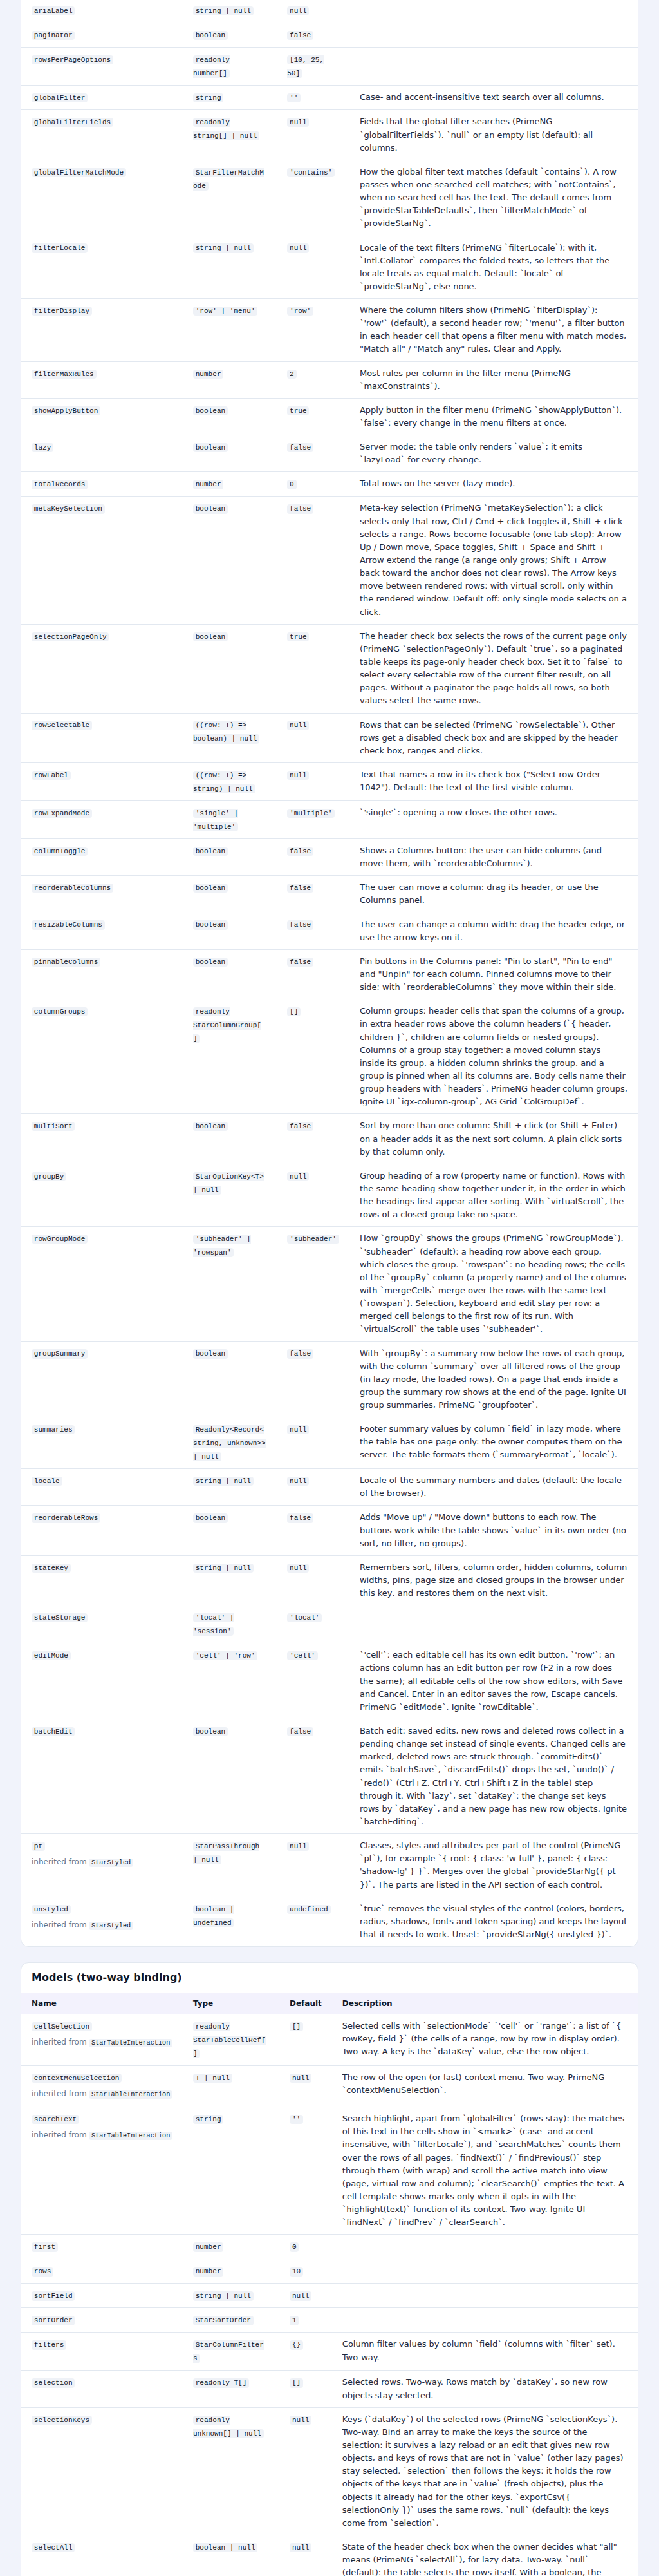 ariaLabel string | null null
paginator boolean false
rowsPerPageOptions readonly [10, 25,
number[] 50]
globalFilter string '' Case- and accent-insensitive text search over all columns.
globalFilterFields readonly null Fields that the global filter searches (PrimeNG
string[] | null `globalFilterFields`). `null` or an empty list (default): all
columns.
globalFilterMatchMode StarFilterMatchM 'contains' How the global filter text matches (default `contains`). A row
ode passes when one searched cell matches; with `notContains`,
when no searched cell has the text. The default comes from
`provideStarTableDefaults`, then `filterMatchMode` of
`provideStarNg`.
filterLocale string | null null Locale of the text filters (PrimeNG `filterLocale`): with it,
`Intl.Collator` compares the folded texts, so letters that the
locale treats as equal match. Default: `locale` of
`provideStarNg`, else none.
filterDisplay 'row' | 'menu' 'row' Where the column filters show (PrimeNG `filterDisplay`):
`'row'` (default), a second header row; `'menu'`, a filter button
in each header cell that opens a filter menu with match modes,
"Match all" / "Match any" rules, Clear and Apply.
filterMaxRules number 2 Most rules per column in the filter menu (PrimeNG
`maxConstraints`).
showApplyButton boolean true Apply button in the filter menu (PrimeNG `showApplyButton`).
`false`: every change in the menu filters at once.
lazy boolean false Server mode: the table only renders `value`; it emits
`lazyLoad` for every change.
totalRecords number 0 Total rows on the server (lazy mode).
metaKeySelection boolean false Meta-key selection (PrimeNG `metaKeySelection`): a click
selects only that row, Ctrl / Cmd + click toggles it, Shift + click
selects a range. Rows become focusable (one tab stop): Arrow
Up / Down move, Space toggles, Shift + Space and Shift +
Arrow extend the range (a range only grows; Shift + Arrow
back toward the anchor does not clear rows). The Arrow keys
move between rendered rows: with virtual scroll, only within
the rendered window. Default off: only single mode selects on a
click.
selectionPageOnly boolean true The header check box selects the rows of the current page only
(PrimeNG `selectionPageOnly`). Default `true`, so a paginated
table keeps its page-only header check box. Set it to `false` to
select every selectable row of the current filter result, on all
pages. Without a paginator the page holds all rows, so both
values select the same rows.
rowSelectable ((row: T) => null Rows that can be selected (PrimeNG `rowSelectable`). Other
boolean) | null rows get a disabled check box and are skipped by the header
check box, ranges and clicks.
rowLabel ((row: T) => null Text that names a row in its check box ("Select row Order
string) | null 1042"). Default: the text of the first visible column.
rowExpandMode 'single' | 'multiple' `'single'`: opening a row closes the other rows.
'multiple'
columnToggle boolean false Shows a Columns button: the user can hide columns (and
move them, with `reorderableColumns`).
reorderableColumns boolean false The user can move a column: drag its header, or use the
Columns panel.
resizableColumns boolean false The user can change a column width: drag the header edge, or
use the arrow keys on it.
pinnableColumns boolean false Pin buttons in the Columns panel: "Pin to start", "Pin to end"
and "Unpin" for each column. Pinned columns move to their
side; with `reorderableColumns` they move within their side.
columnGroups readonly [] Column groups: header cells that span the columns of a group,
StarColumnGroup[ in extra header rows above the column headers (`{ header,
] children }`, children are column fields or nested groups).
Columns of a group stay together: a moved column stays
inside its group, a hidden column shrinks the group, and a
group is pinned when all its columns are. Body cells name their
group headers with `headers`. PrimeNG header column groups,
Ignite UI `igx-column-group`, AG Grid `ColGroupDef`.
multiSort boolean false Sort by more than one column: Shift + click (or Shift + Enter)
on a header adds it as the next sort column. A plain click sorts
by that column only.
groupBy StarOptionKey<T> null Group heading of a row (property name or function). Rows with
| null the same heading show together under it, in the order in which
the headings first appear after sorting. With `virtualScroll`, the
rows of a closed group take no space.
rowGroupMode 'subheader' | 'subheader' How `groupBy` shows the groups (PrimeNG `rowGroupMode`).
'rowspan' `'subheader'` (default): a heading row above each group,
which closes the group. `'rowspan'`: no heading rows; the cells
of the `groupBy` column (a property name) and of the columns
with `mergeCells` merge over the rows with the same text
(`rowspan`). Selection, keyboard and edit stay per row: a
merged cell belongs to the first row of its run. With
`virtualScroll` the table uses `'subheader'`.
groupSummary boolean false With `groupBy`: a summary row below the rows of each group,
with the column `summary` over all filtered rows of the group
(in lazy mode, the loaded rows). On a page that ends inside a
group the summary row shows at the end of the page. Ignite UI
group summaries, PrimeNG `groupfooter`.
summaries Readonly<Record< null Footer summary values by column `field` in lazy mode, where
string, unknown>> the table has one page only: the owner computes them on the
| null server. The table formats them (`summaryFormat`, `locale`).
locale string | null null Locale of the summary numbers and dates (default: the locale
of the browser).
reorderableRows boolean false Adds "Move up" / "Move down" buttons to each row. The
buttons work while the table shows `value` in its own order (no
sort, no filter, no groups).
stateKey string | null null Remembers sort, filters, column order, hidden columns, column
widths, pins, page size and closed groups in the browser under
this key, and restores them on the next visit.
stateStorage 'local' | 'local'
'session'
editMode 'cell' | 'row' 'cell' `'cell'`: each editable cell has its own edit button. `'row'`: an
actions column has an Edit button per row (F2 in a row does
the same); all editable cells of the row show editors, with Save
and Cancel. Enter in an editor saves the row, Escape cancels.
PrimeNG `editMode`, Ignite `rowEditable`.
batchEdit boolean false Batch edit: saved edits, new rows and deleted rows collect in a
pending change set instead of single events. Changed cells are
marked, deleted rows are struck through. `commitEdits()`
emits `batchSave`, `discardEdits()` drops the set, `undo()` /
`redo()` (Ctrl+Z, Ctrl+Y, Ctrl+Shift+Z in the table) step
through it. With `lazy`, set `dataKey`: the change set keys
rows by `dataKey`, and a new page has new row objects. Ignite
`batchEditing`.
pt StarPassThrough null Classes, styles and attributes per part of the control (PrimeNG
inherited from StarStyled | null `pt`), for example `{ root: { class: 'w-full' }, panel: { class:
'shadow-lg' } }`. Merges over the global `provideStarNg({ pt
})`. The parts are listed in the API section of each control.
unstyled boolean | undefined `true` removes the visual styles of the control (colors, borders,
inherited from StarStyled undefined radius, shadows, fonts and token spacing) and keeps the layout
that it needs to work. Unset: `provideStarNg({ unstyled })`.
Models (two-way binding)
Name Type Default Description
cellSelection readonly [] Selected cells with `selectionMode` `'cell'` or `'range'`: a list of `{
inherited from StarTableInteraction StarTableCellRef[ rowKey, field }` (the cells of a range, row by row in display order).
] Two-way. A key is the `dataKey` value, else the row object.
contextMenuSelection T | null null The row of the open (or last) context menu. Two-way. PrimeNG
inherited from StarTableInteraction `contextMenuSelection`.
searchText string '' Search highlight, apart from `globalFilter` (rows stay): the matches
inherited from StarTableInteraction of this text in the cells show in `<mark>` (case- and accent-
insensitive, with `filterLocale`), and `searchMatches` counts them
over the rows of all pages. `findNext()` / `findPrevious()` step
through them (with wrap) and scroll the active match into view
(page, virtual row and column); `clearSearch()` empties the text. A
cell template shows marks only when it opts in with the
`highlight(text)` function of its context. Two-way. Ignite UI
`findNext` / `findPrev` / `clearSearch`.
first number 0
rows number 10
sortField string | null null
sortOrder StarSortOrder 1
filters StarColumnFilter {} Column filter values by column `field` (columns with `filter` set).
s Two-way.
selection readonly T[] [] Selected rows. Two-way. Rows match by `dataKey`, so new row
objects stay selected.
selectionKeys readonly null Keys (`dataKey`) of the selected rows (PrimeNG `selectionKeys`).
unknown[] | null Two-way. Bind an array to make the keys the source of the
selection: it survives a lazy reload or an edit that gives new row
objects, and keys of rows that are not in `value` (other lazy pages)
stay selected. `selection` then follows the keys: it holds the row
objects of the keys that are in `value` (fresh objects), plus the
objects it already had for the other keys. `exportCsv({
selectionOnly })` uses the same rows. `null` (default): the keys
come from `selection`.
selectAll boolean | null null State of the header check box when the owner decides what "all"
means (PrimeNG `selectAll`), for lazy data. Two-way. `null`
(default): the table selects the rows itself. With a boolean, the